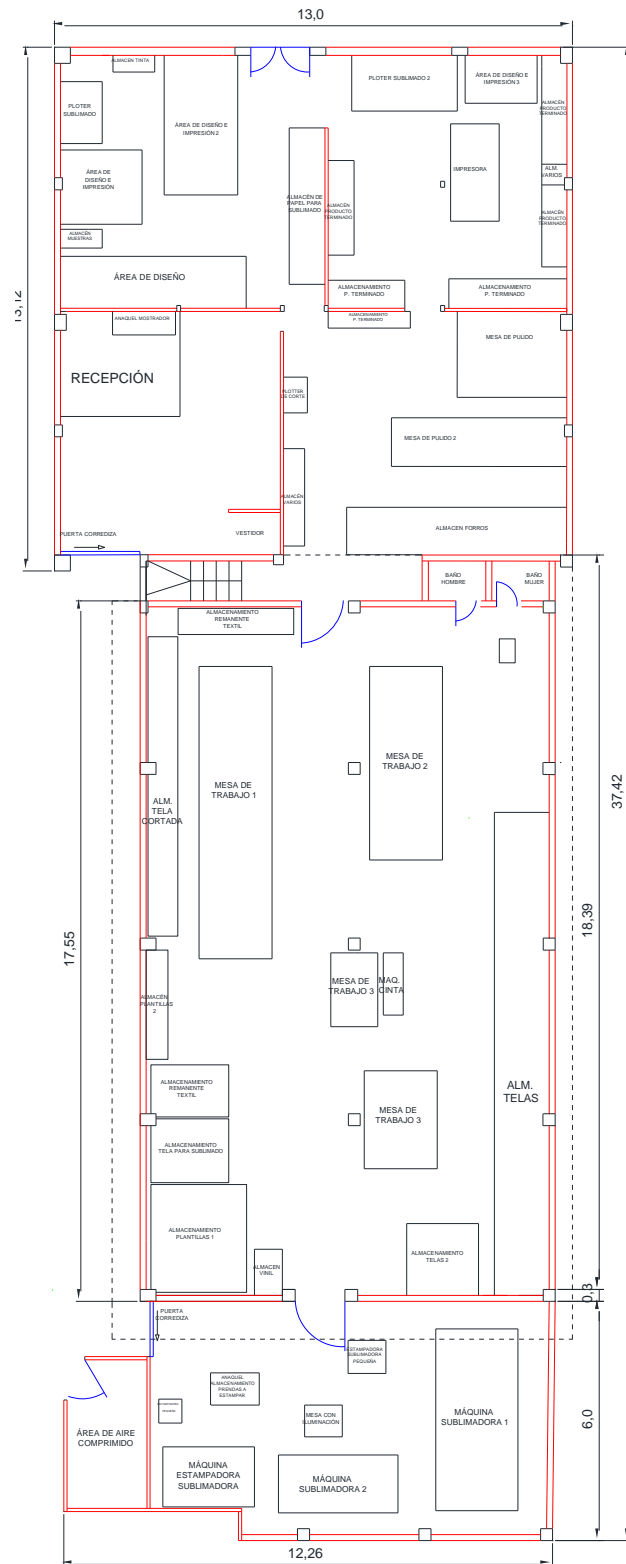 13,0
ALMACEN TINTA
PLOTER SUBLIMADO 2
ÁREA DE DISEÑO E
IMPRESIÓN 3
PLOTER
SUBLIMADO
ÁREA DE DISEÑO E
IMPRESIÓN 2
ALMACÉN
PRODUCTO
TERMINADO
ÁREA DE
DISEÑO E
IMPRESIÓN
IMPRESORA
ALM.
VARIOS
ALMACÉN DE
PAPEL PARA
SUBLIMADO
ALMACÉN
PRODUCTO
TERMINADO
ALMACÉN
PRODUCTO
TERMINADO
ALMACÉN
MUESTRAS
ÁREA DE DISEÑO
ALMACENAMIENTO
P. TERMINADO
ALMACENAMIENTO
P. TERMINADO
13,12
ANAQUEL MOSTRADOR
ALMACENAMIENTO
P. TERMINADO
MESA DE PULIDO
RECEPCIÓN
PLOTTER
DE CORTE
MESA DE PULIDO 2
ALMACÉN
VARIOS
ALMACEN FORROS
PUERTA CORREDIZA
VESTIDOR
BAÑO
HOMBRE
BAÑO
MUJER
ALMACENAMIENTO
REMANENTE
TEXTIL
MESA DE
TRABAJO 1
MESA DE
TRABAJO 2
ALM.
TELA
CORTADA
37,42
17,55
18,39
MESA DE
TRABAJO 3
MAQ.
CINTA
ALMACÉN
PLANTILLAS
2
ALMACENAMIENTO
REMANENTE
TEXTIL
ALM.
TELAS
MESA DE
TRABAJO 3
ALMACENAMIENTO
TELA PARA SUBLIMADO
ALMACENAMIENTO
PLANTILLAS 1
ALMACEN
VINIL
ALMACENAMIENTO
TELAS 2
0,3
PUERTA
CORREDIZA
ESTAMPADORA
SUBLIMADORA
PEQUEÑA
ANAQUEL
ALMACENAMIENTO
PRENDAS A
ESTAMPAR
MESA CON
ILUMINACIÓN
MÁQUINA
SUBLIMADORA 1
6,0
ÁREA DE AIRE
COMPRIMIDO
MÁQUINA
ESTAMPADORA
SUBLIMADORA
MÁQUINA
SUBLIMADORA 2
12,26